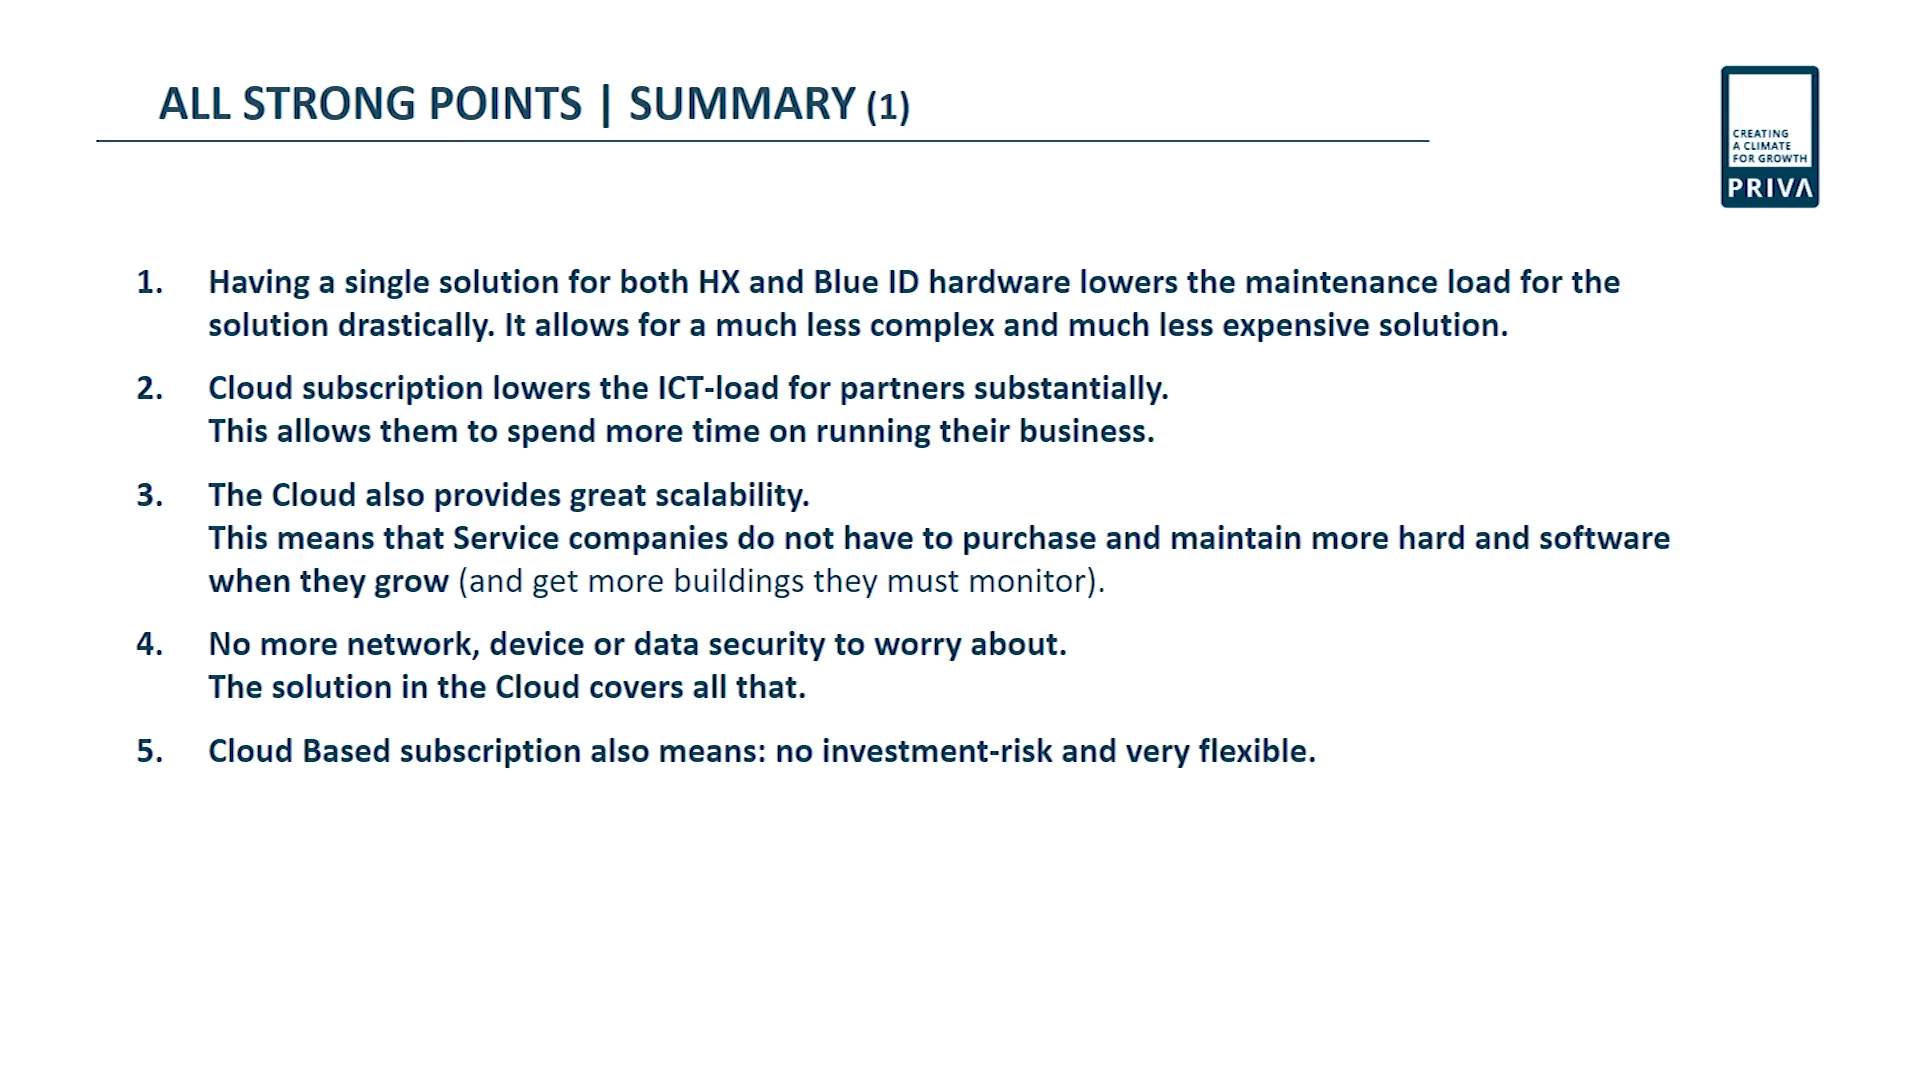 ALL STRONG POINTS | SUMMARY (1)
CREATING
A CLIMATE
FOR GROWTH
PRIVA
1. Having a single solution for both HX and Blue ID hardware lowers the maintenance load for the
solution drastically. It allows for a much less complex and much less expensive solution.
2. Cloud subscription lowers the ICT-load for partners substantially.
This allows them to spend more time on running their business.
3. The Cloud also provides great scalability.
This means that Service companies do not have to purchase and maintain more hard and software
when they grow (and get more buildings they must monitor).
4. No more network, device or data security to worry about.
The solution in the Cloud covers all that.
5. Cloud Based subscription also means: no investment-risk and very flexible.